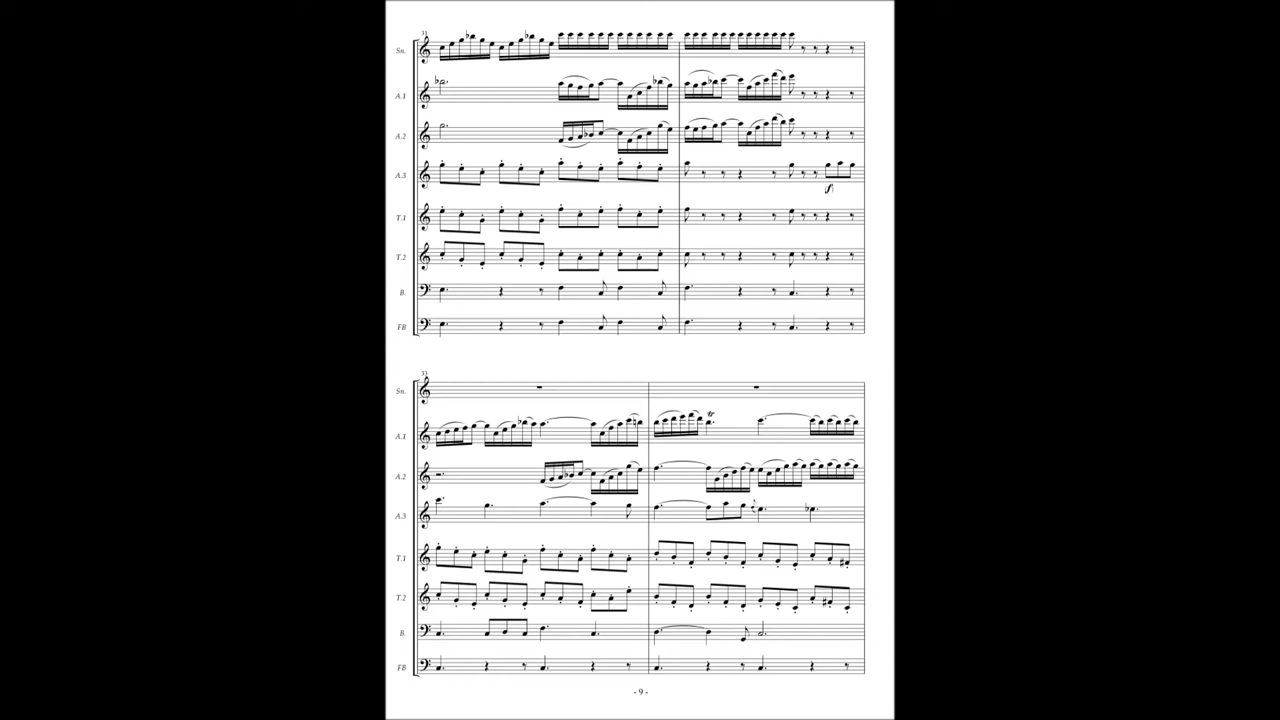 31
Sn.
A.1
A.2
A.3
T.1
T.2
B.
FB
33
Sn.
A.1
A.2
A.3
T.1
T.2
B.
FB
- 9 -